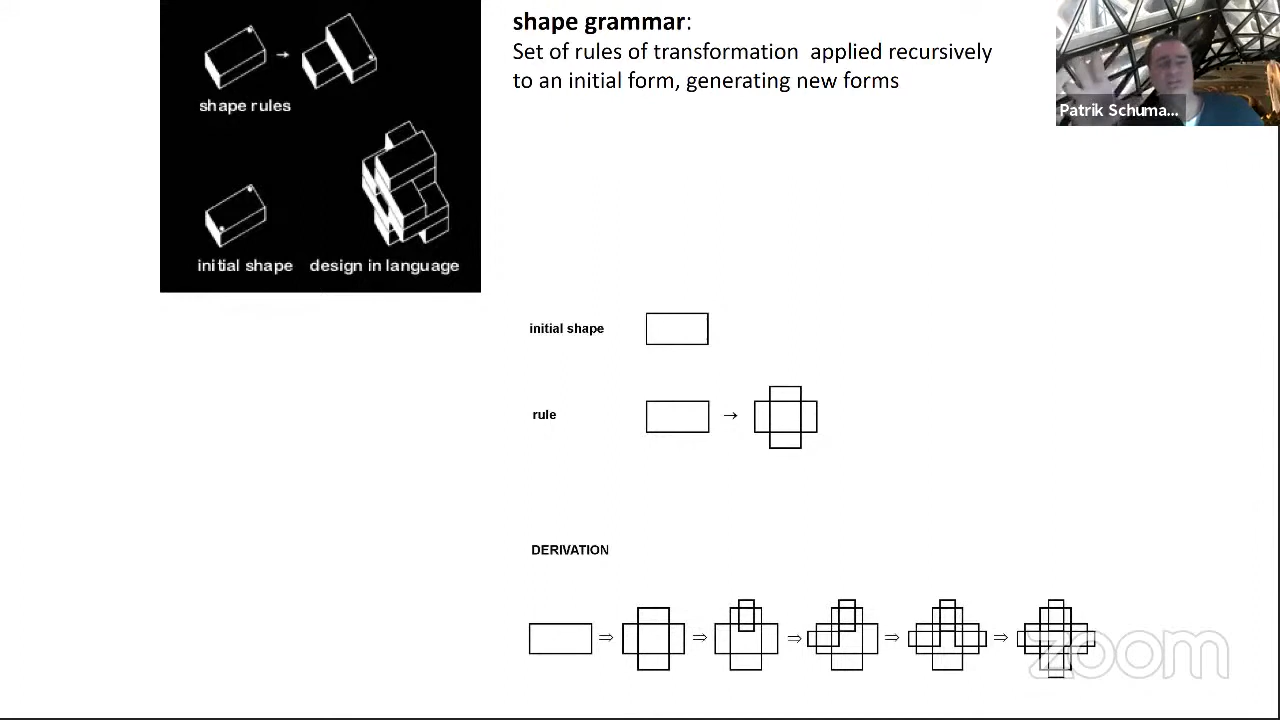 shape grammar:
Set of rules of transformation applied recursively
to an initial form, generating new forms
Patrik Schuma...
shape rules
initial shape design in language
initial shape
rule
DERIVATION
zoom